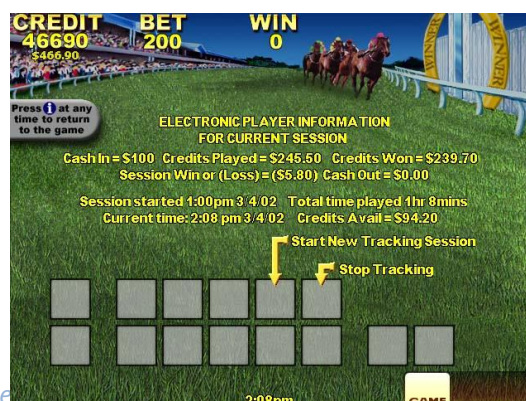 CREDIT BET WIN
46690 200 0
$466.90
WINNER
WINNER
Press i at any
time to return
to the game
ELECTRONIC PLAYER INFORMATION
FOR CURRENT SESSION
Cash In = $100 Credits Played = $245.50 Credits Won = $239.70
Session Win or (Loss) = ($5.80) Cash Out = $0.00
Session started 1:00pm 3/4/02 Total time played 1hr 8mins
Current time: 2:08 pm 3/4/02 Credits Avail = $94.20
Start New Tracking Session
Stop Tracking
2:08pm
GAME